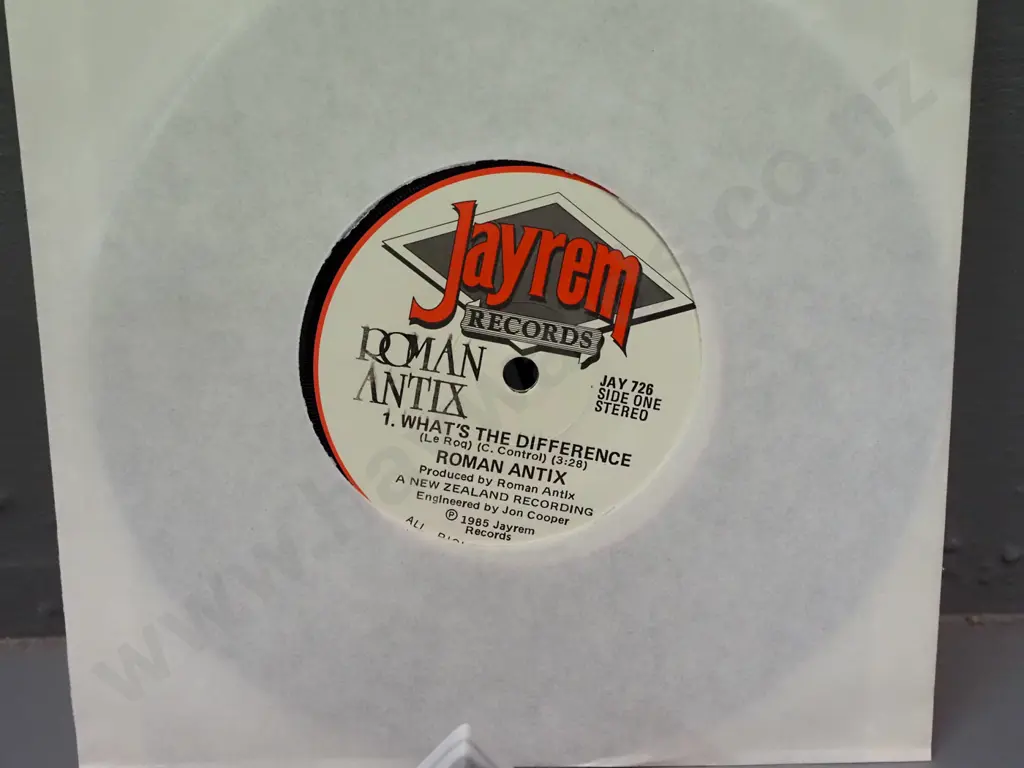 Jayrem
RECORDS
ROMAN
ANTIX
JAY 726
SIDE ONE
STEREO
1. WHAT'S THE DIFFERENCE
(Le Roq) (C. Control) (3:28)
ROMAN ANTIX
Produced by Roman Antix
A NEW ZEALAND RECORDING
Engineered by Jon Cooper
℗ 1985 Jayrem
Records
ALL